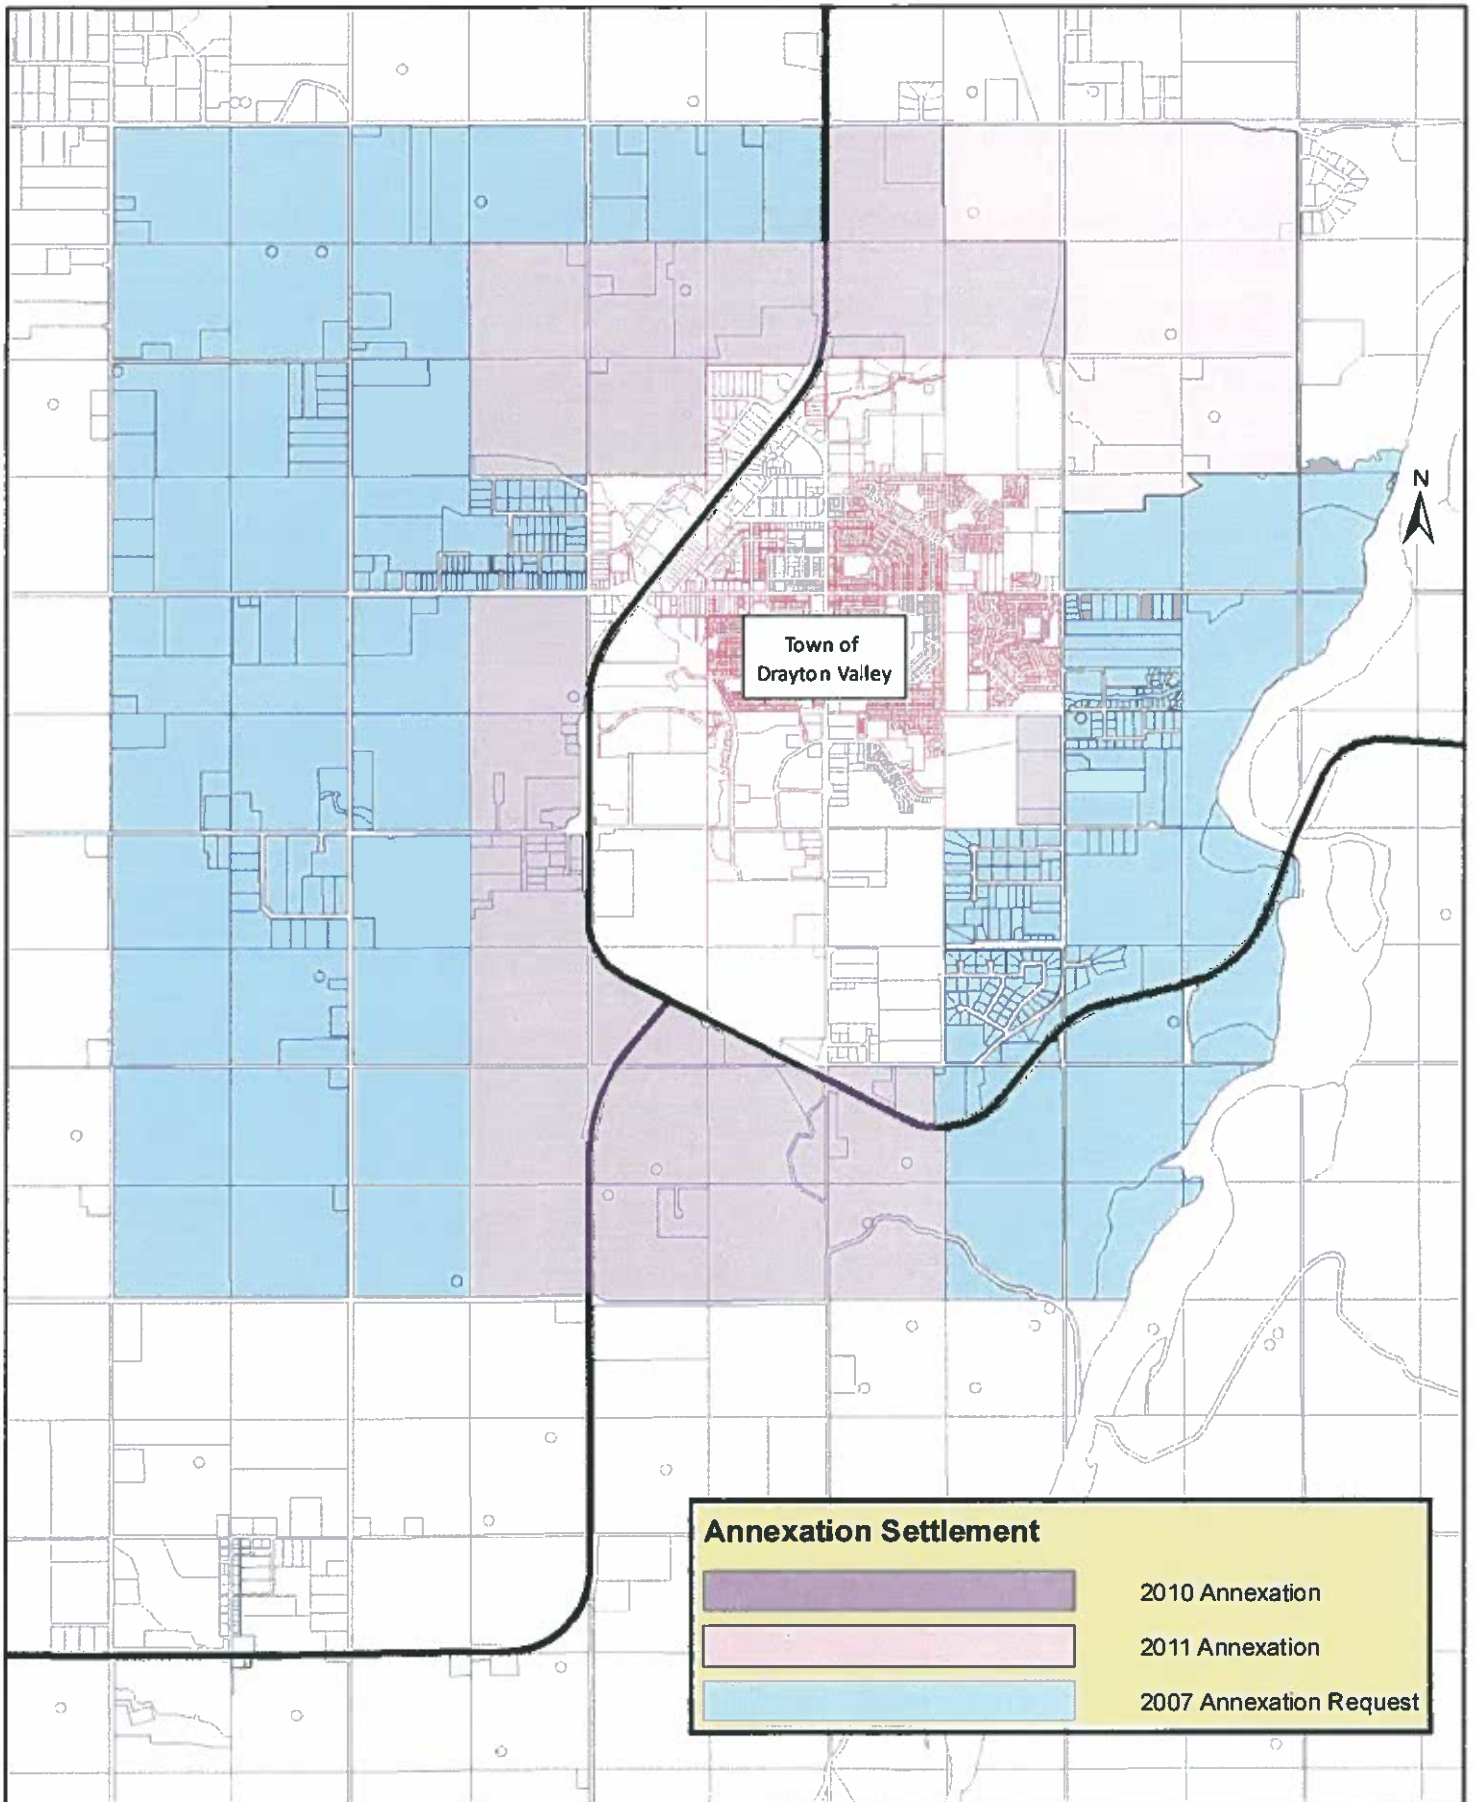 N
Town of
Drayton Valley
Annexation Settlement
2010 Annexation
2011 Annexation
2007 Annexation Request